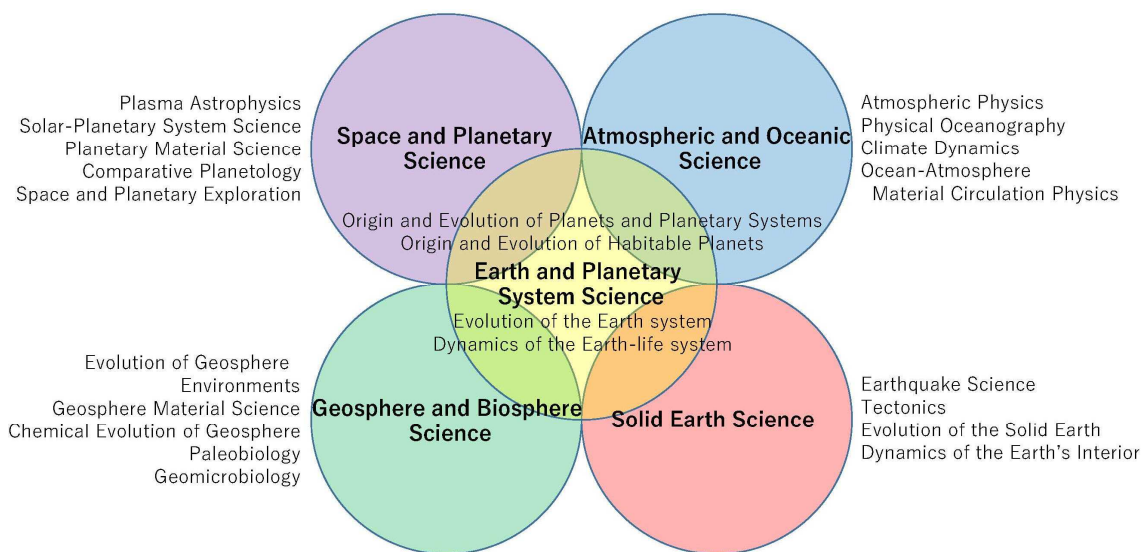 Plasma Astrophysics
Solar-Planetary System Science
Planetary Material Science
Comparative Planetology
Space and Planetary Exploration
Space and Planetary
Science
Atmospheric and Oceanic
Science
Atmospheric Physics
Physical Oceanography
Climate Dynamics
Ocean-Atmosphere
Material Circulation Physics
Origin and Evolution of Planets and Planetary Systems
Origin and Evolution of Habitable Planets
Earth and Planetary
System Science
Evolution of the Earth system
Dynamics of the Earth-life system
Evolution of Geosphere
Environments
Geosphere Material Science
Chemical Evolution of Geosphere
Paleobiology
Geomicrobiology
Geosphere and Biosphere
Science
Solid Earth Science
Earthquake Science
Tectonics
Evolution of the Solid Earth
Dynamics of the Earth's Interior